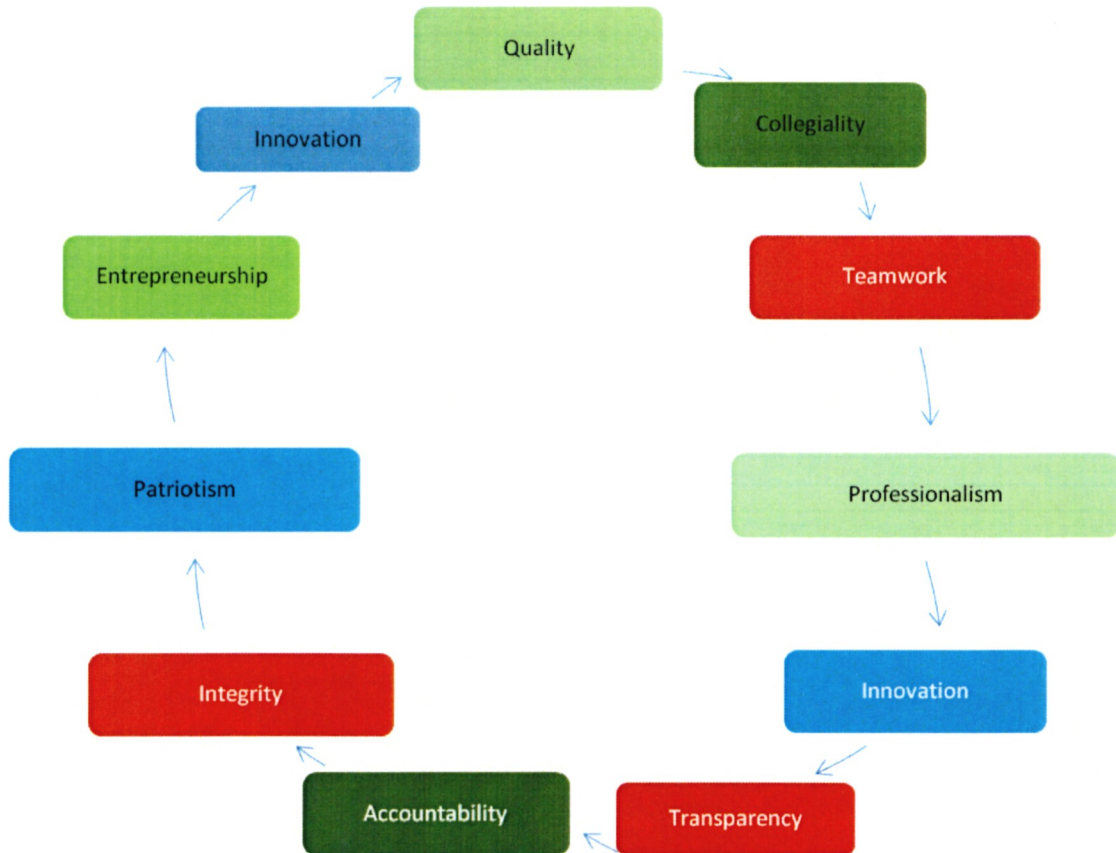 Quality
Collegiality
Teamwork
Professionalism
Innovation
Transparency
Accountability
Integrity
Patriotism
Entrepreneurship
Innovation